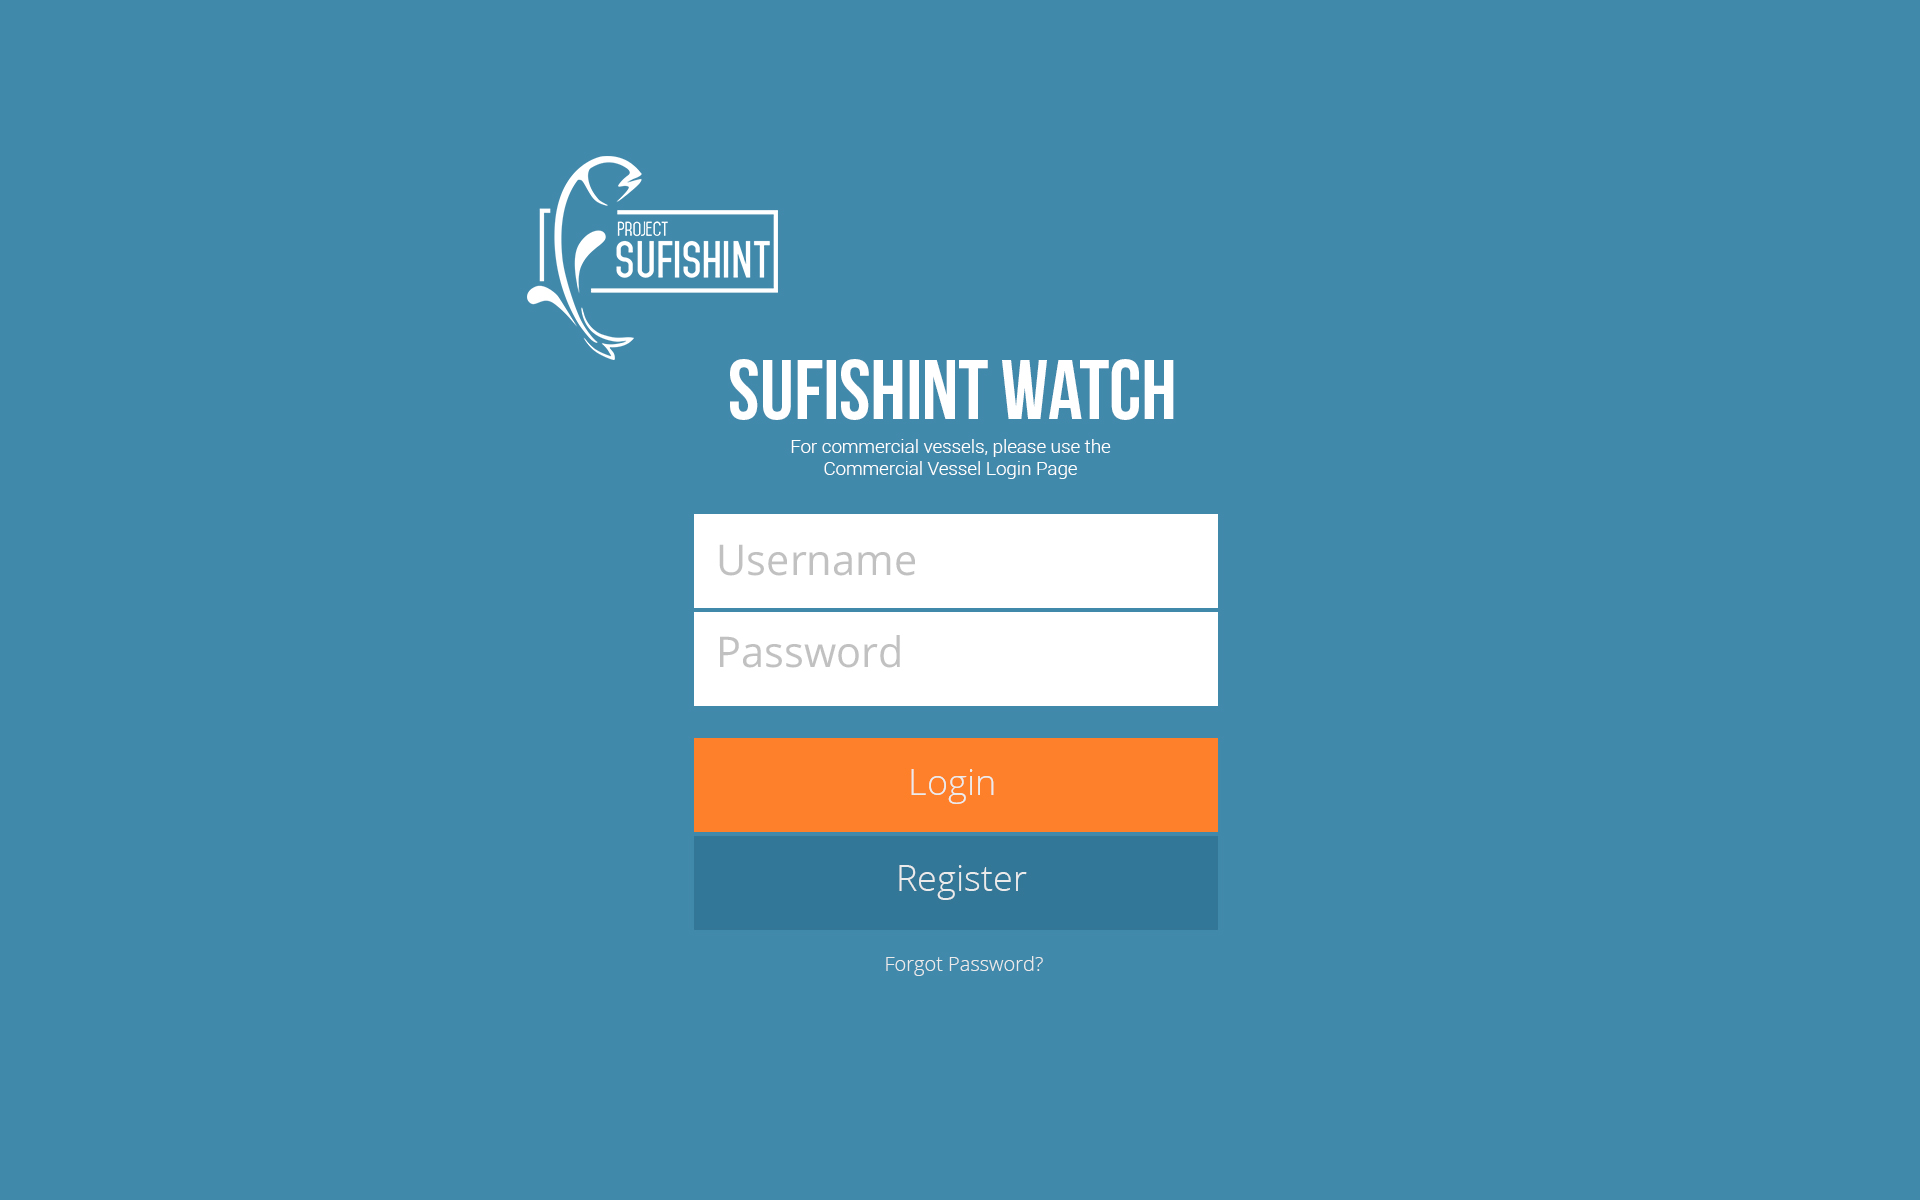 PROJECT
SUFISHINT
SUFISHINT WATCH
For commercial vessels, please use the
Commercial Vessel Login Page
Username
Password
Login
Register
Forgot Password?